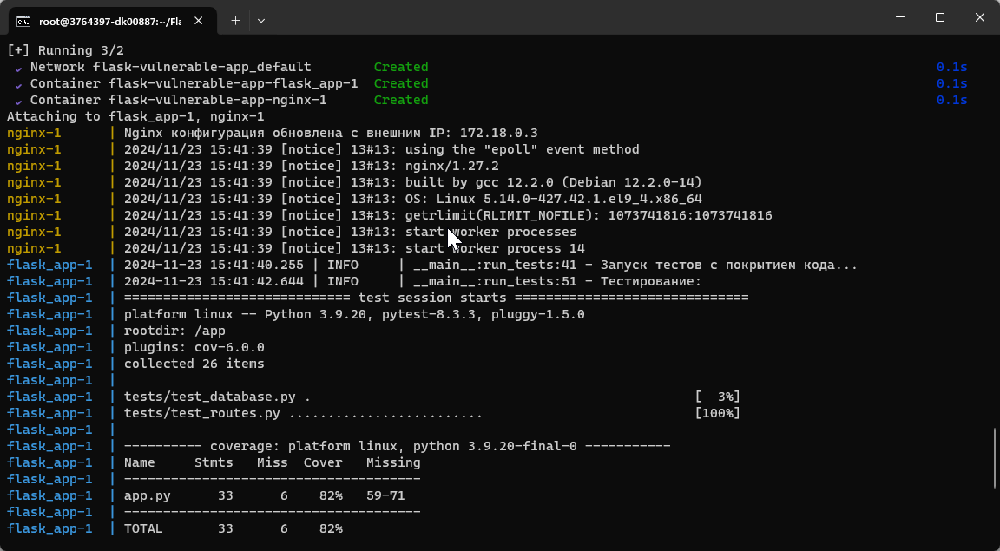 root@3764397-dk00887:~/Fla
[+] Running 3/2
✔ Network flask-vulnerable-app_default Created 0.1s
✔ Container flask-vulnerable-app-flask_app-1 Created 0.1s
✔ Container flask-vulnerable-app-nginx-1 Created 0.1s
Attaching to flask_app-1, nginx-1
nginx-1 | Nginx конфигурация обновлена с внешним IP: 172.18.0.3
nginx-1 | 2024/11/23 15:41:39 [notice] 13#13: using the "epoll" event method
nginx-1 | 2024/11/23 15:41:39 [notice] 13#13: nginx/1.27.2
nginx-1 | 2024/11/23 15:41:39 [notice] 13#13: built by gcc 12.2.0 (Debian 12.2.0-14)
nginx-1 | 2024/11/23 15:41:39 [notice] 13#13: OS: Linux 5.14.0-427.42.1.el9_4.x86_64
nginx-1 | 2024/11/23 15:41:39 [notice] 13#13: getrlimit(RLIMIT_NOFILE): 1073741816:1073741816
nginx-1 | 2024/11/23 15:41:39 [notice] 13#13: start worker processes
nginx-1 | 2024/11/23 15:41:39 [notice] 13#13: start worker process 14
flask_app-1 | 2024-11-23 15:41:40.255 | INFO | __main__:run_tests:41 - Запуск тестов с покрытием кода...
flask_app-1 | 2024-11-23 15:41:42.644 | INFO | __main__:run_tests:51 - Тестирование:
flask_app-1 | ============================= test session starts ==============================
flask_app-1 | platform linux -- Python 3.9.20, pytest-8.3.3, pluggy-1.5.0
flask_app-1 | rootdir: /app
flask_app-1 | plugins: cov-6.0.0
flask_app-1 | collected 26 items
flask_app-1 |
flask_app-1 | tests/test_database.py . [ 3%]
flask_app-1 | tests/test_routes.py ......................... [100%]
flask_app-1 |
flask_app-1 | ---------- coverage: platform linux, python 3.9.20-final-0 -----------
flask_app-1 | Name Stmts Miss Cover Missing
flask_app-1 | --------------------------------------
flask_app-1 | app.py 33 6 82% 59-71
flask_app-1 | --------------------------------------
flask_app-1 | TOTAL 33 6 82%